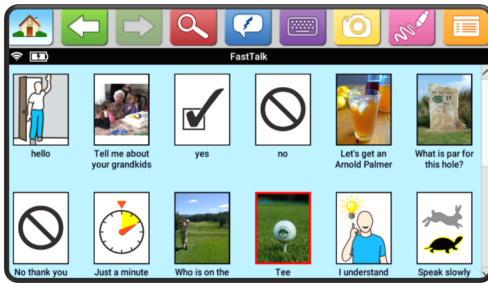 FastTalk
hello
Tell me about
your grandkids
yes
no
Let's get an
Arnold Palmer
What is par for
this hole?
No thank you
Just a minute
Who is on the
Tee
I understand
Speak slowly